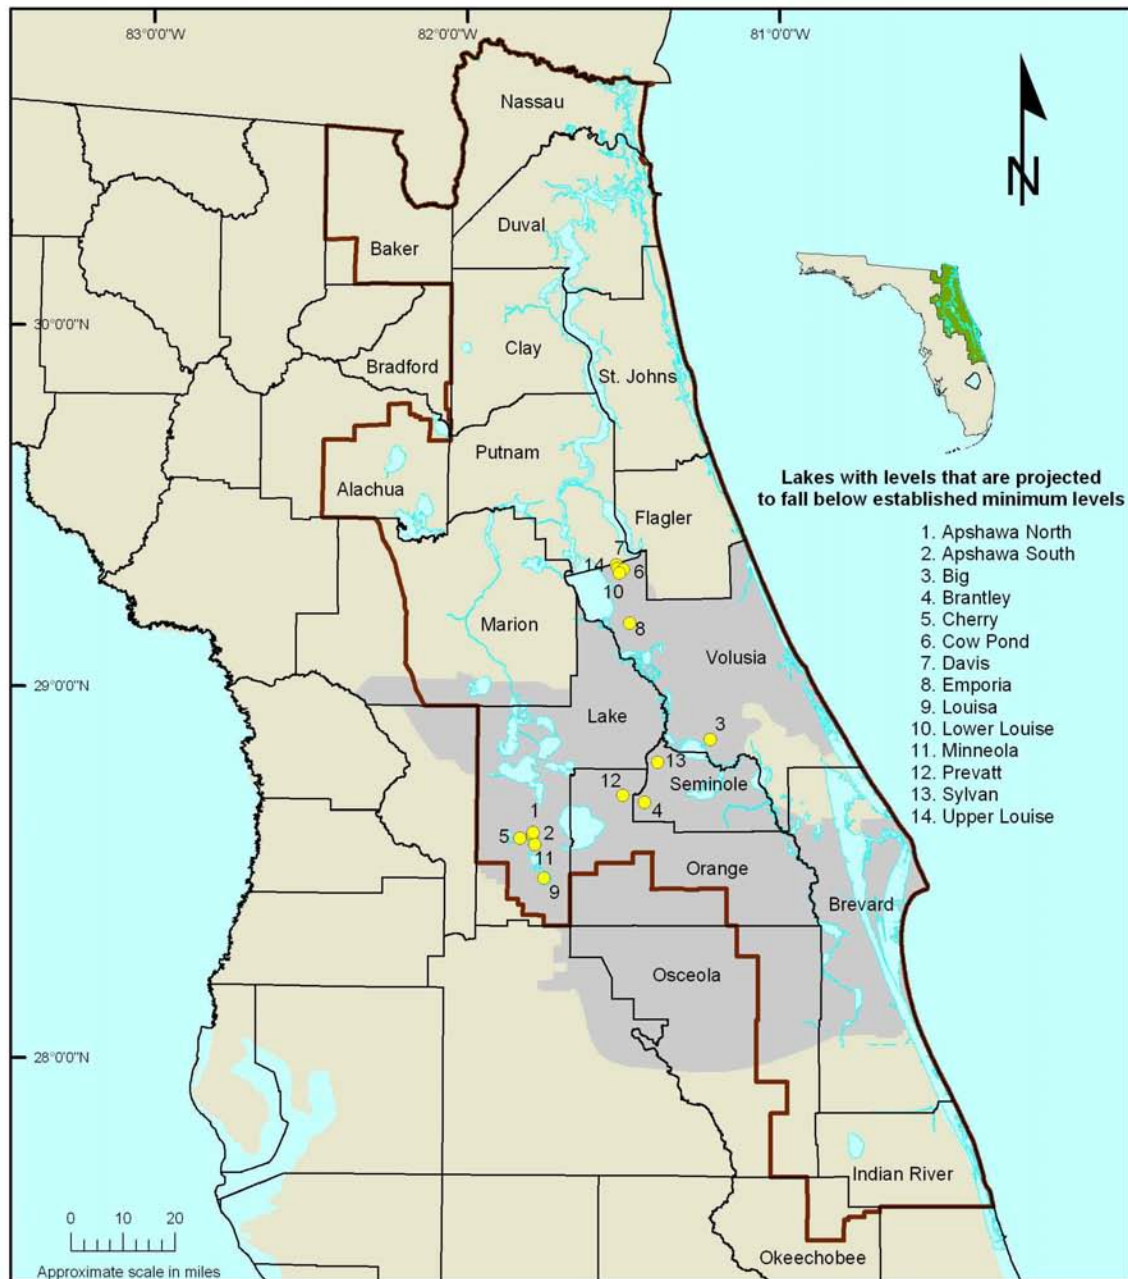 83°0'0"W
82°0'0"W
81°0'0"W
Nassau
N
Duval
Baker
30°0'0"N
Clay
Bradford
St. Johns
Putnam
Lakes with levels that are projected
to fall below established minimum levels
Alachua
Flagler
1. Apshawa North
2. Apshawa South
3. Big
4. Brantley
5. Cherry
6. Cow Pond
7. Davis
8. Emporia
9. Louisa
10. Lower Louise
11. Minneola
12. Prevatt
13. Sylvan
14. Upper Louise
7
14
6
10
Marion
8
Volusia
29°0'0"N
Lake
3
13
Seminole
12
4
1
5
2
11
Orange
9
Brevard
Osceola
28°0'0"N
Indian River
0 10 20
Approximate scale in miles
Okeechobee